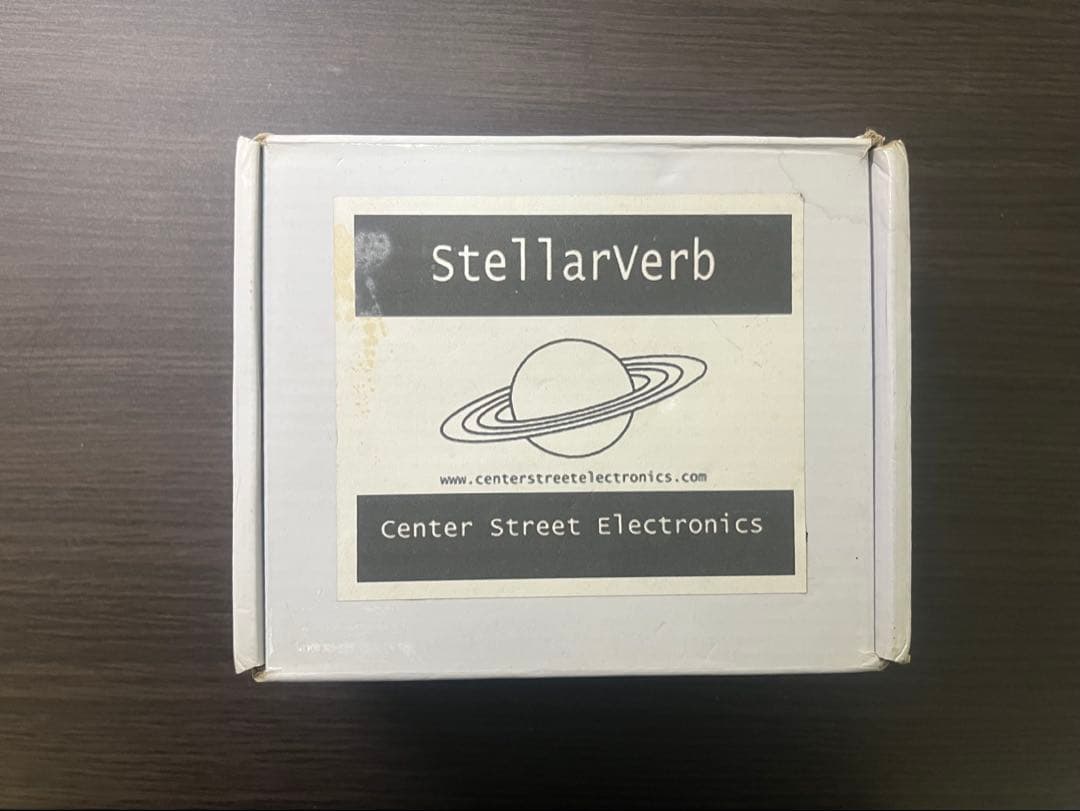 StellarVerb
www.centerstreetelectronics.com
Center Street Electronics